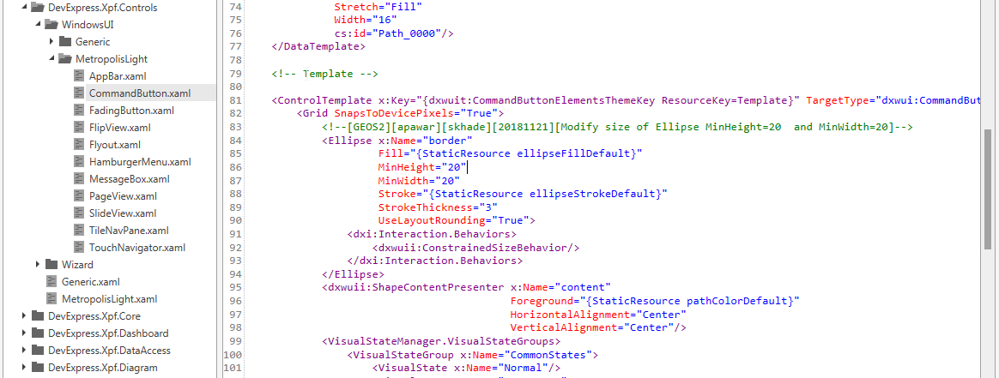 DevExpress.Xpf.Controls
WindowsUI
Generic
MetropolisLight
AppBar.xaml
CommandButton.xaml
FadingButton.xaml
FlipView.xaml
Flyout.xaml
HamburgerMenu.xaml
MessageBox.xaml
PageView.xaml
SlideView.xaml
TileNavPane.xaml
TouchNavigator.xaml
Wizard
Generic.xaml
MetropolisLight.xaml
DevExpress.Xpf.Core
DevExpress.Xpf.Dashboard
DevExpress.Xpf.DataAccess
DevExpress.Xpf.Diagram
74 Stretch="Fill"
75 Width="16"
76 cs:id="Path_0000"/>
77 </DataTemplate>
78
79 <!-- Template -->
80
81 <ControlTemplate x:Key="{dxwuit:CommandButtonElementsThemeKey ResourceKey=Template}" TargetType="dxwui:CommandBut
82 <Grid SnapsToDevicePixels="True">
83 <!--[GEOS2][apawar][skhade][20181121][Modify size of Ellipse MinHeight=20  and MinWidth=20]-->
84 <Ellipse x:Name="border"
85 Fill="{StaticResource ellipseFillDefault}"
86 MinHeight="20"
87 MinWidth="20"
88 Stroke="{StaticResource ellipseStrokeDefault}"
89 StrokeThickness="3"
90 UseLayoutRounding="True">
91 <dxi:Interaction.Behaviors>
92 <dxwuii:ConstrainedSizeBehavior/>
93 </dxi:Interaction.Behaviors>
94 </Ellipse>
95 <dxwuii:ShapeContentPresenter x:Name="content"
96 Foreground="{StaticResource pathColorDefault}"
97 HorizontalAlignment="Center"
98 VerticalAlignment="Center"/>
99 <VisualStateManager.VisualStateGroups>
100 <VisualStateGroup x:Name="CommonStates">
101 <VisualState x:Name="Normal"/>